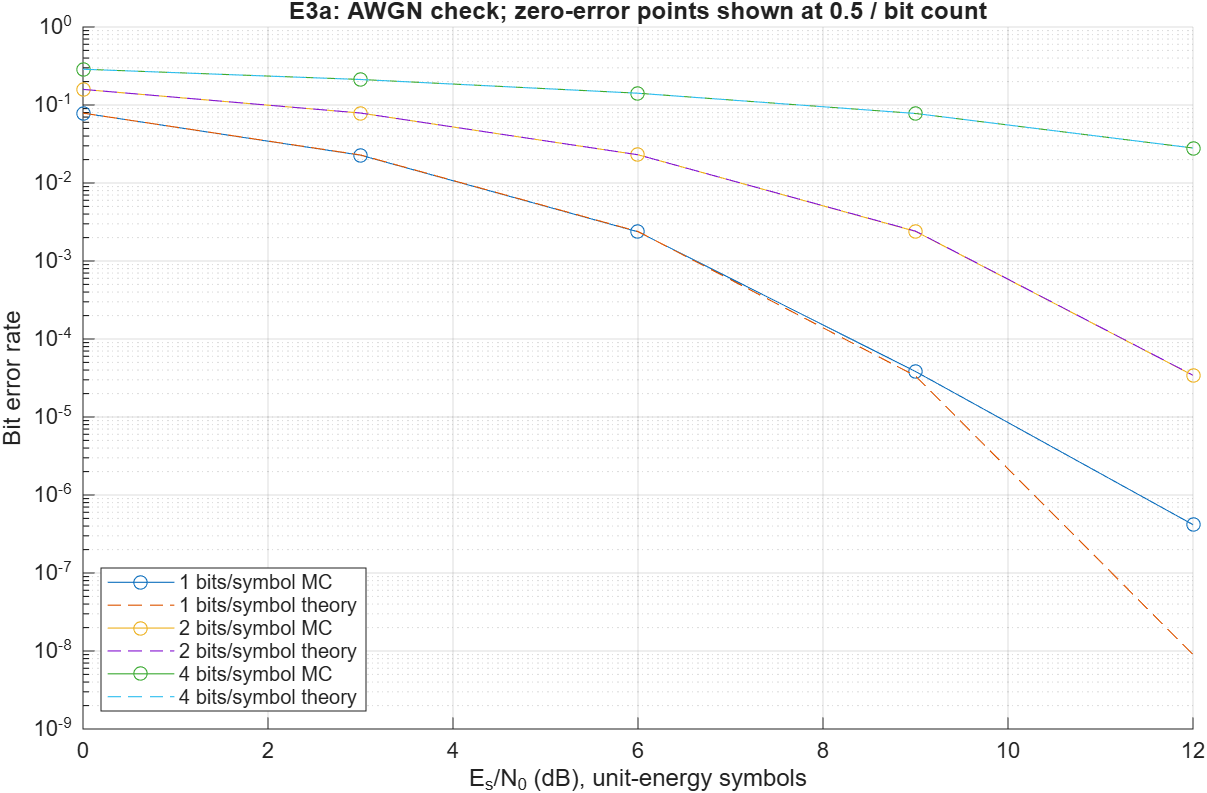 E3a: AWGN check; zero-error points shown at 0.5 / bit count
10^0
10^-1
10^-2
10^-3
10^-4
10^-5
10^-6
10^-7
10^-8
10^-9
Bit error rate
1 bits/symbol MC
1 bits/symbol theory
2 bits/symbol MC
2 bits/symbol theory
4 bits/symbol MC
4 bits/symbol theory
0 2 4 6 8 10 12
E_s/N_0 (dB), unit-energy symbols